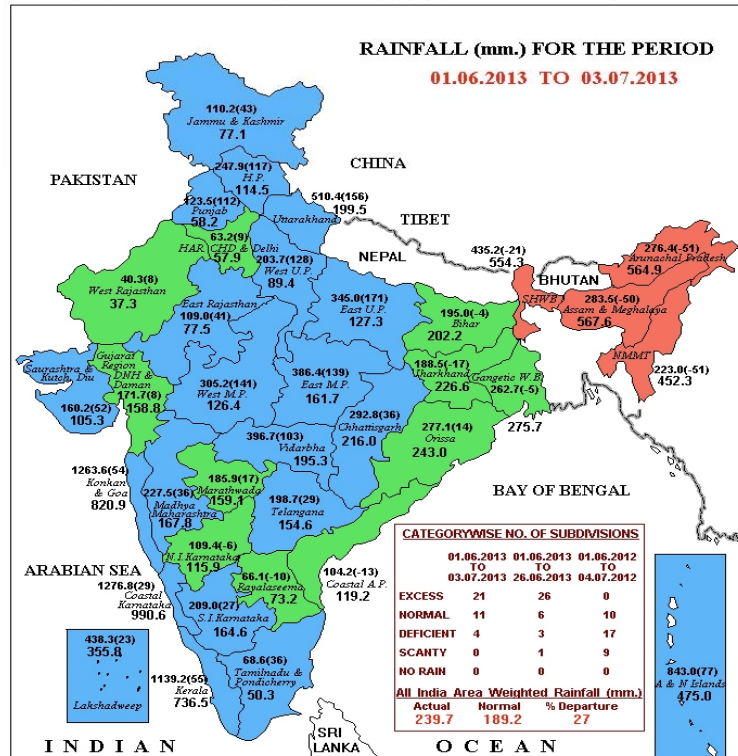 RAINFALL (mm.) FOR THE PERIOD
01.06.2013 TO 03.07.2013
110.2(43)
Jammu & Kashmir
77.1
CHINA
PAKISTAN
247.9(117)
H.P.
114.5
123.5(112)
Punjab
58.2
510.4(156)
199.5
Uttarakhand
TIBET
63.2(9)
HAR. CHD & Delhi
57.9
NEPAL
203.7(128)
West U.P.
89.4
435.2(-21)
554.3
BHUTAN
SHWB
276.4(-51)
Arunachal Pradesh
564.9
40.3(8)
West Rajasthan
37.3
East Rajasthan
109.0(41)
77.5
345.0(171)
East U.P.
127.3
195.0(-4)
Bihar
202.2
283.5(-50)
Assam & Meghalaya
567.6
NMMT
223.0(-51)
452.3
Saurashtra &
Kutch, Diu
160.2(52)
105.3
Gujarat
Region
DNH &
Daman
171.7(8)
158.8
305.2(141)
West M.P.
126.4
386.4(139)
East M.P.
161.7
188.5(-17)
Jharkhand
226.6
Gangetic W.B.
262.7(-5)
275.7
292.8(36)
Chhattisgarh
216.0
277.1(14)
Orissa
243.0
396.7(103)
Vidarbha
195.3
1263.6(54)
Konkan
& Goa
820.9
227.5(36)
Madhya
Maharashtra
167.8
185.9(17)
Marathwada
159.1
198.7(29)
Telangana
154.6
BAY OF BENGAL
109.4(-6)
N.I.Karnataka
115.9
66.1(-10)
Rayalaseema
73.2
104.2(-13)
Coastal A.P.
119.2
ARABIAN SEA
1276.8(29)
Coastal
Karnataka
990.6
209.0(27)
S.I.Karnataka
164.6
438.3(23)
355.8
Lakshadweep
1139.2(55)
Kerala
736.5
68.6(36)
Tamilnadu &
Pondicherry
50.3
CATEGORYWISE NO. OF SUBDIVISIONS
01.06.2013 01.06.2013 01.06.2012
TO TO TO
03.07.2013 26.06.2013 04.07.2012
EXCESS 21 26 0
NORMAL 11 6 10
DEFICIENT 4 3 17
SCANTY 0 1 9
NO RAIN 0 0 0
All India Area Weighted Rainfall (mm.)
Actual Normal % Departure
239.7 189.2 27
843.0(77)
A & N Islands
475.0
SRI
LANKA
INDIAN OCEAN